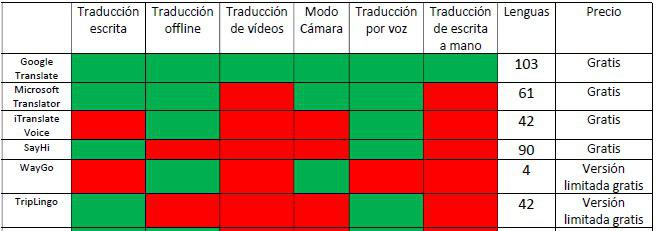 Traducción escrita
Traducción offline
Traducción de vídeos
Modo Cámara
Traducción por voz
Traducción de escrita a mano
Lenguas
Precio
Google Translate
103
Gratis
Microsoft Translator
61
Gratis
iTranslate Voice
42
Gratis
SayHi
90
Gratis
WayGo
4
Versión limitada gratis
TripLingo
42
Versión limitada gratis